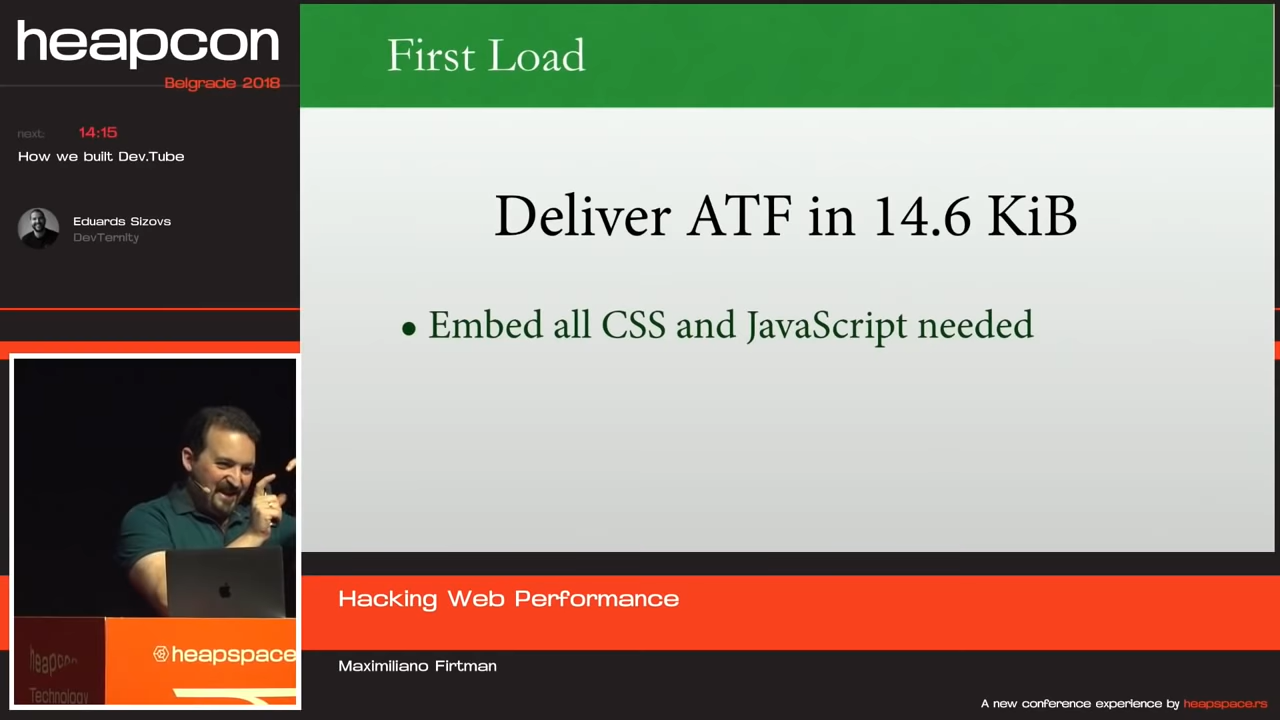 heapcon
Belgrade 2018
next: 14:15
How we built Dev.Tube
Eduards Sizovs
DevTernity
First Load
Deliver ATF in 14.6 KiB
• Embed all CSS and JavaScript needed
heapspace
heapcon
Technology
Hacking Web Performance
Maximiliano Firtman
A new conference experience by heapspace.rs